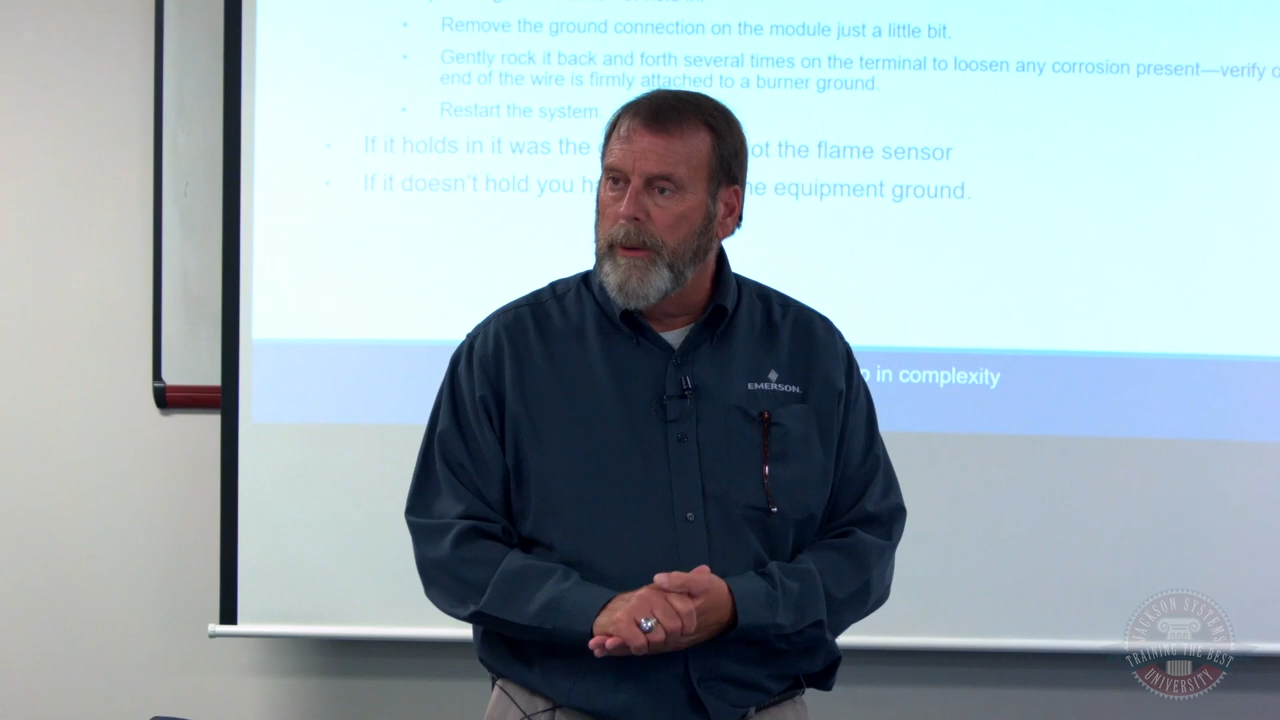 Remove the ground connection on the module just a little bit.
Gently rock it back and forth several times on the terminal to loosen any corrosion present—verify
end of the wire is firmly attached to a burner ground.
Restart the system.
If it holds in it was the ot the flame sensor
If it doesn't hold you ha e equipment ground.
in complexity
EMERSON.
JACKSON SYSTEMS
TRAINING THE BEST
UNIVERSITY